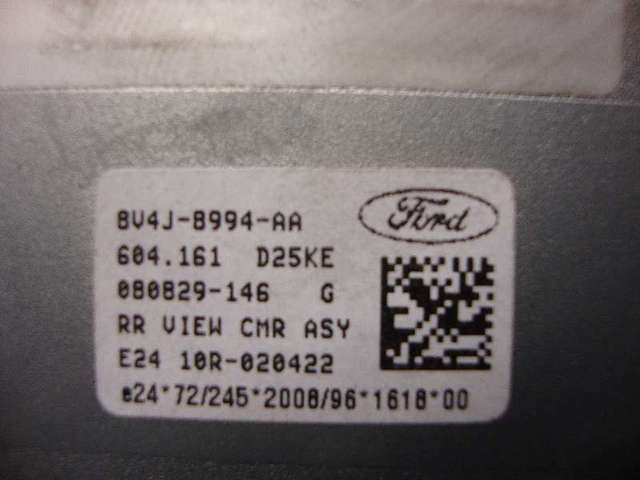 8V4J-8994-AA
Ford
604.161 D25KE
080829-146 G
RR VIEW CMR ASY
E24 10R-020422
e24*72/245*2008/96*1618*00